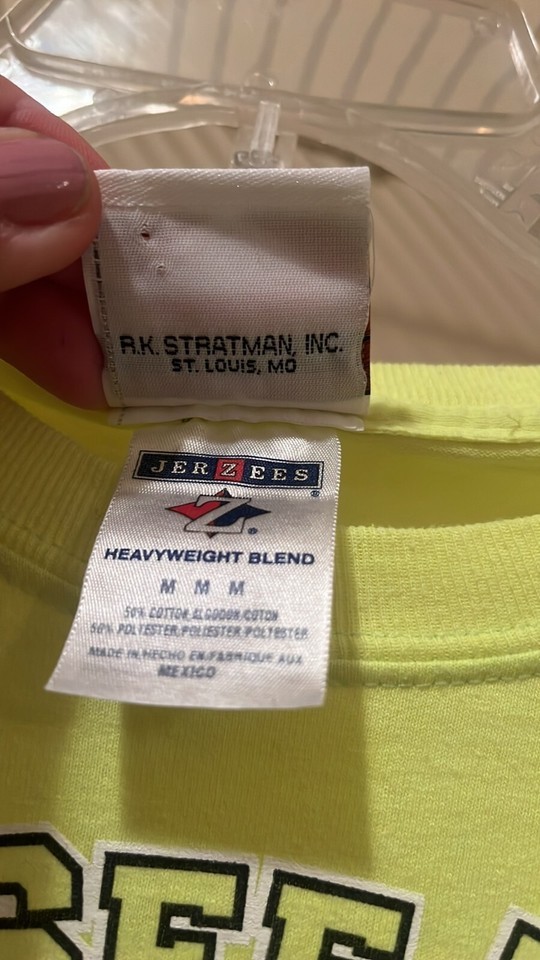 R.K. STRATMAN, INC.
ST. LOUIS, MO
JERZEES
®
Z®
HEAVYWEIGHT BLEND
M M M
50% COTTON/ALGODON/COTON
50% POLYESTER/POLIESTER/POLYESTER
MADE IN/HECHO EN/FABRIQUE AUX
MEXICO